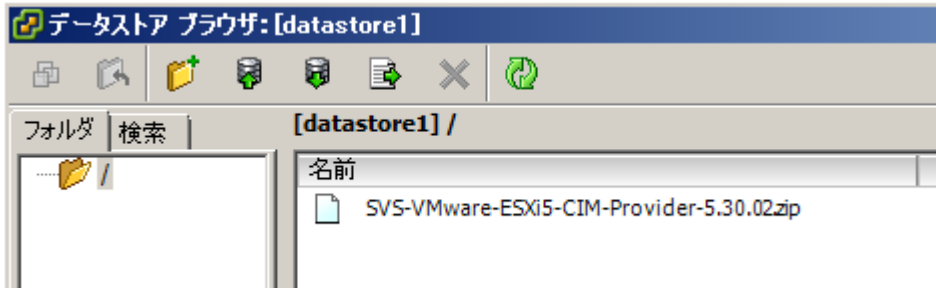 データストア ブラウザ: [datastore1]
フォルダ 検索
[datastore1] /
/
名前
SVS-VMware-ESXi5-CIM-Provider-5.30.02.zip